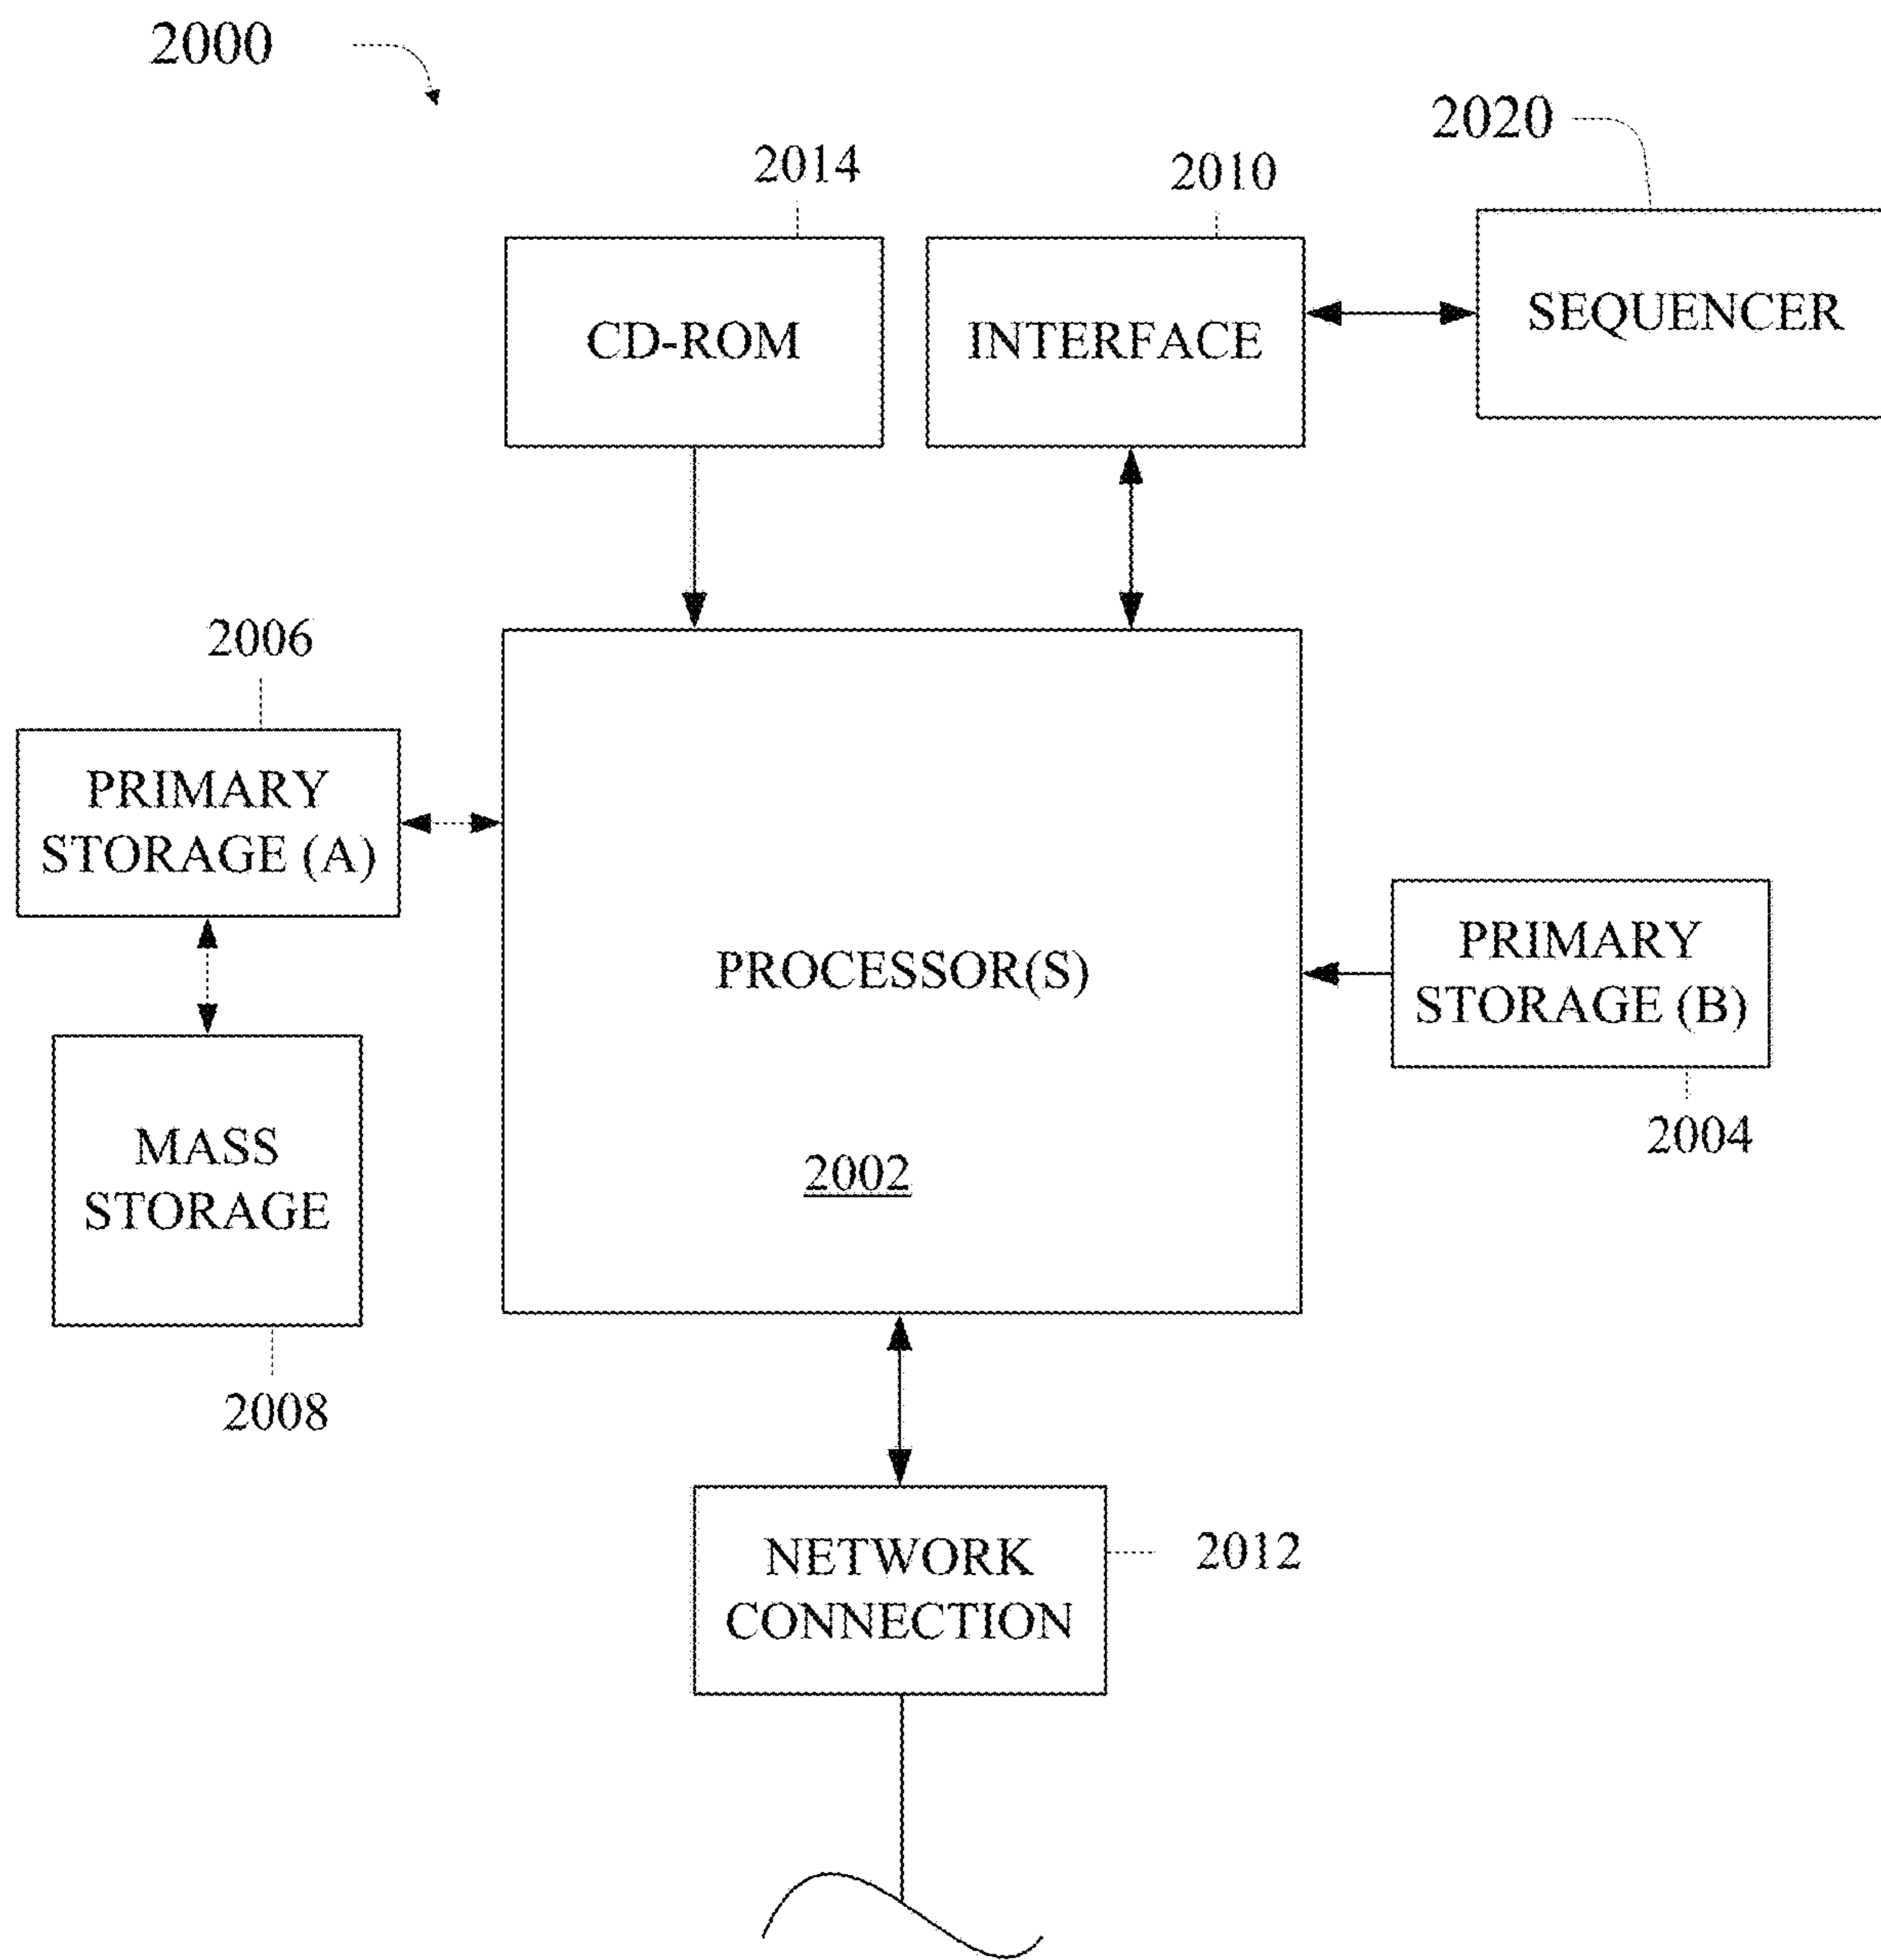 2000
2020
2014
2010
CD-ROM
INTERFACE
SEQUENCER
2006
PRIMARY
STORAGE (A)
PROCESSOR(S)
2002
PRIMARY
STORAGE (B)
2004
MASS
STORAGE
2008
NETWORK
CONNECTION
2012